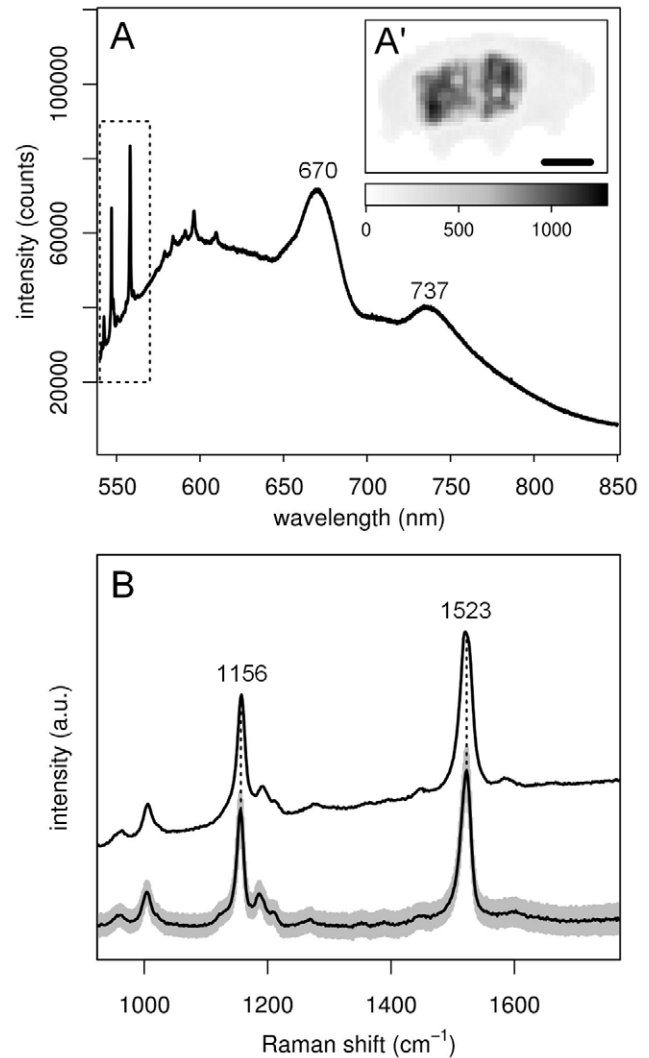 A
A'
0 500 1000
670
737
intensity (counts)
20000 60000 100000
550 600 650 700 750 800 850
wavelength (nm)
B
1156
1523
intensity (a.u.)
1000 1200 1400 1600
Raman shift (cm⁻¹)